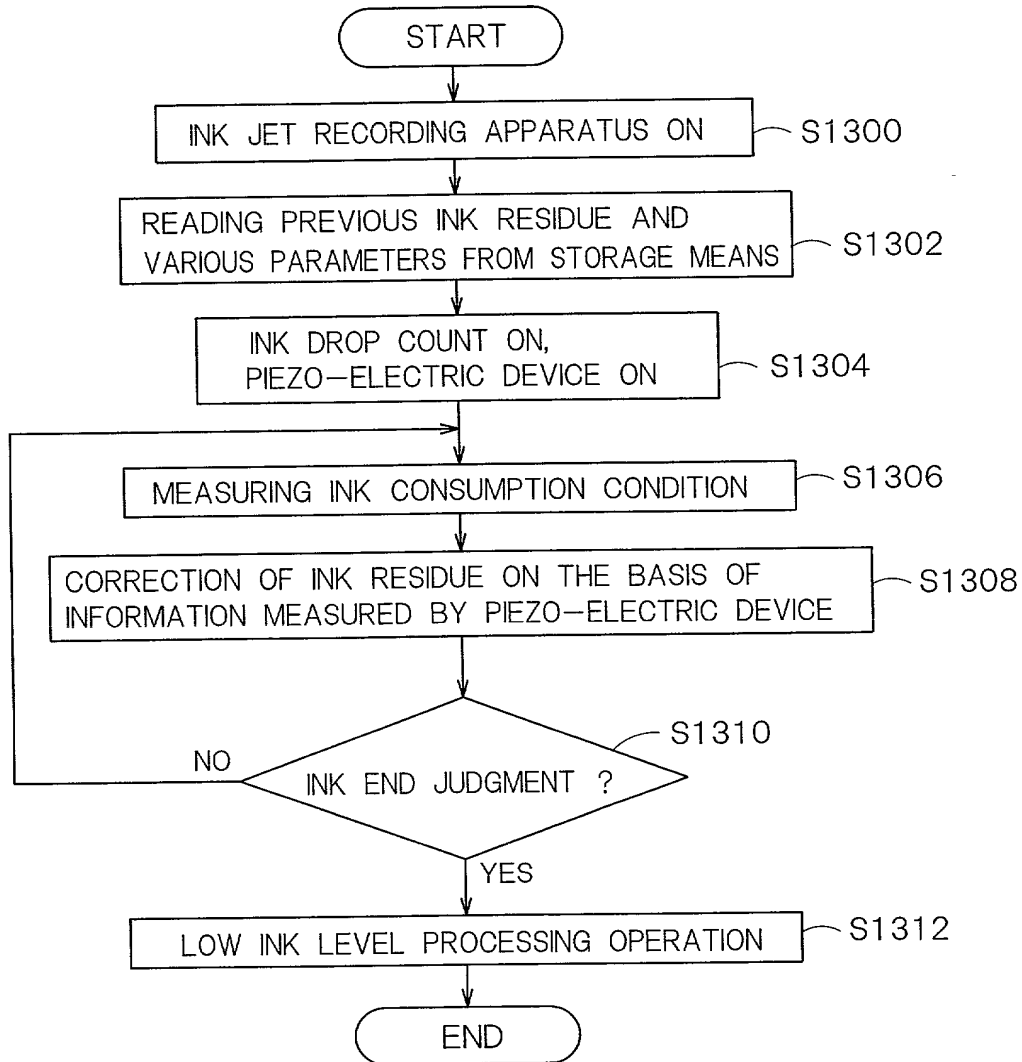 START
INK JET RECORDING APPARATUS ON
S1300
READING PREVIOUS INK RESIDUE AND
VARIOUS PARAMETERS FROM STORAGE MEANS
S1302
INK DROP COUNT ON,
PIEZO-ELECTRIC DEVICE ON
S1304
MEASURING INK CONSUMPTION CONDITION
S1306
CORRECTION OF INK RESIDUE ON THE BASIS OF
INFORMATION MEASURED BY PIEZO-ELECTRIC DEVICE
S1308
S1310
NO
INK END JUDGMENT ?
YES
LOW INK LEVEL PROCESSING OPERATION
S1312
END